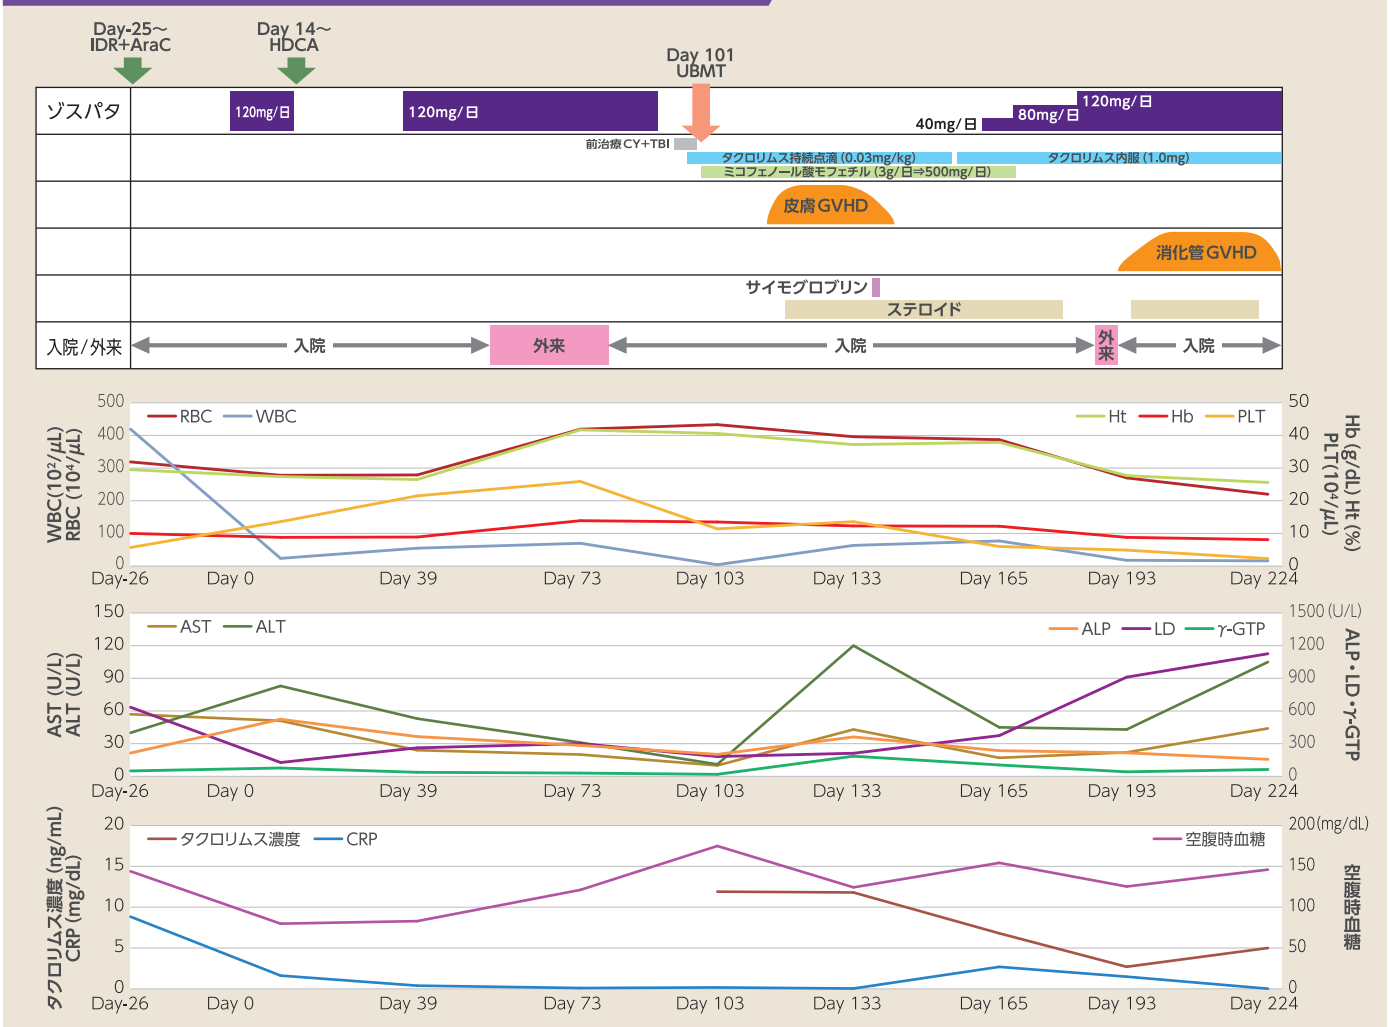 Day-25～
IDR+AraC
Day 14～
HDCA
Day 101
UBMT
ゾスパタ
120mg/日
120mg/日
40mg/日
80mg/日
120mg/日
前治療CY+TBI
タクロリムス持続点滴(0.03mg/kg)
タクロリムス内服(1.0mg)
ミコフェノール酸モフェチル(3g/日⇒500mg/日)
皮膚GVHD
消化管GVHD
サイモグロブリン
ステロイド
入院/外来
入院
外来
入院
外来
入院
WBC(10²/μL)
RBC (10⁴/μL)
500
400
300
200
100
0
RBC
WBC
Ht
Hb
PLT
50
40
30
20
10
0
Hb (g/dL) Ht (%)
PLT(10⁴/μL)
Day-26
Day 0
Day 39
Day 73
Day 103
Day 133
Day 165
Day 193
Day 224
AST (U/L)
ALT (U/L)
150
120
90
60
30
0
AST
ALT
ALP
LD
γ-GTP
1500(U/L)
1200
900
600
300
0
ALP・LD・γ-GTP
Day-26
Day 0
Day 39
Day 73
Day 103
Day 133
Day 165
Day 193
Day 224
タクロリムス濃度(ng/mL)
CRP (mg/dL)
20
15
10
5
0
タクロリムス濃度
CRP
空腹時血糖
200(mg/dL)
150
100
50
0
空腹時血糖
Day-26
Day 0
Day 39
Day 73
Day 103
Day 133
Day 165
Day 193
Day 224